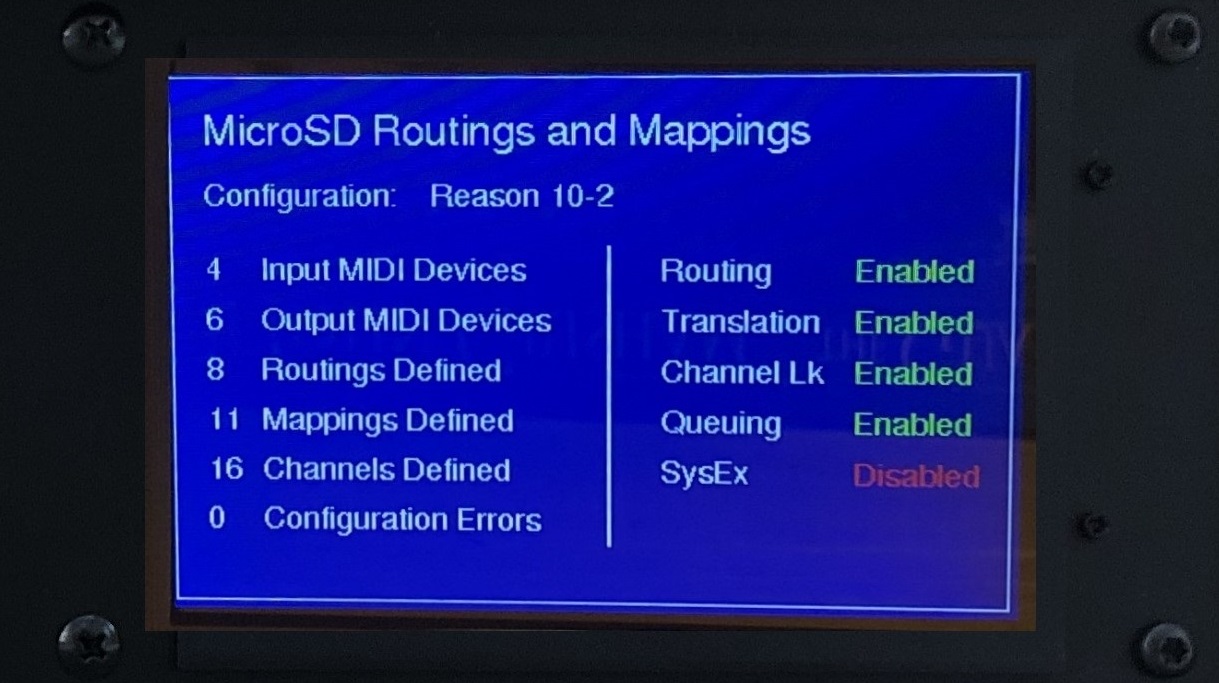 MicroSD Routings and Mappings
Configuration: Reason 10-2
4 Input MIDI Devices
6 Output MIDI Devices
8 Routings Defined
11 Mappings Defined
16 Channels Defined
0 Configuration Errors
Routing Enabled
Translation Enabled
Channel Lk Enabled
Queuing Enabled
SysEx Disabled